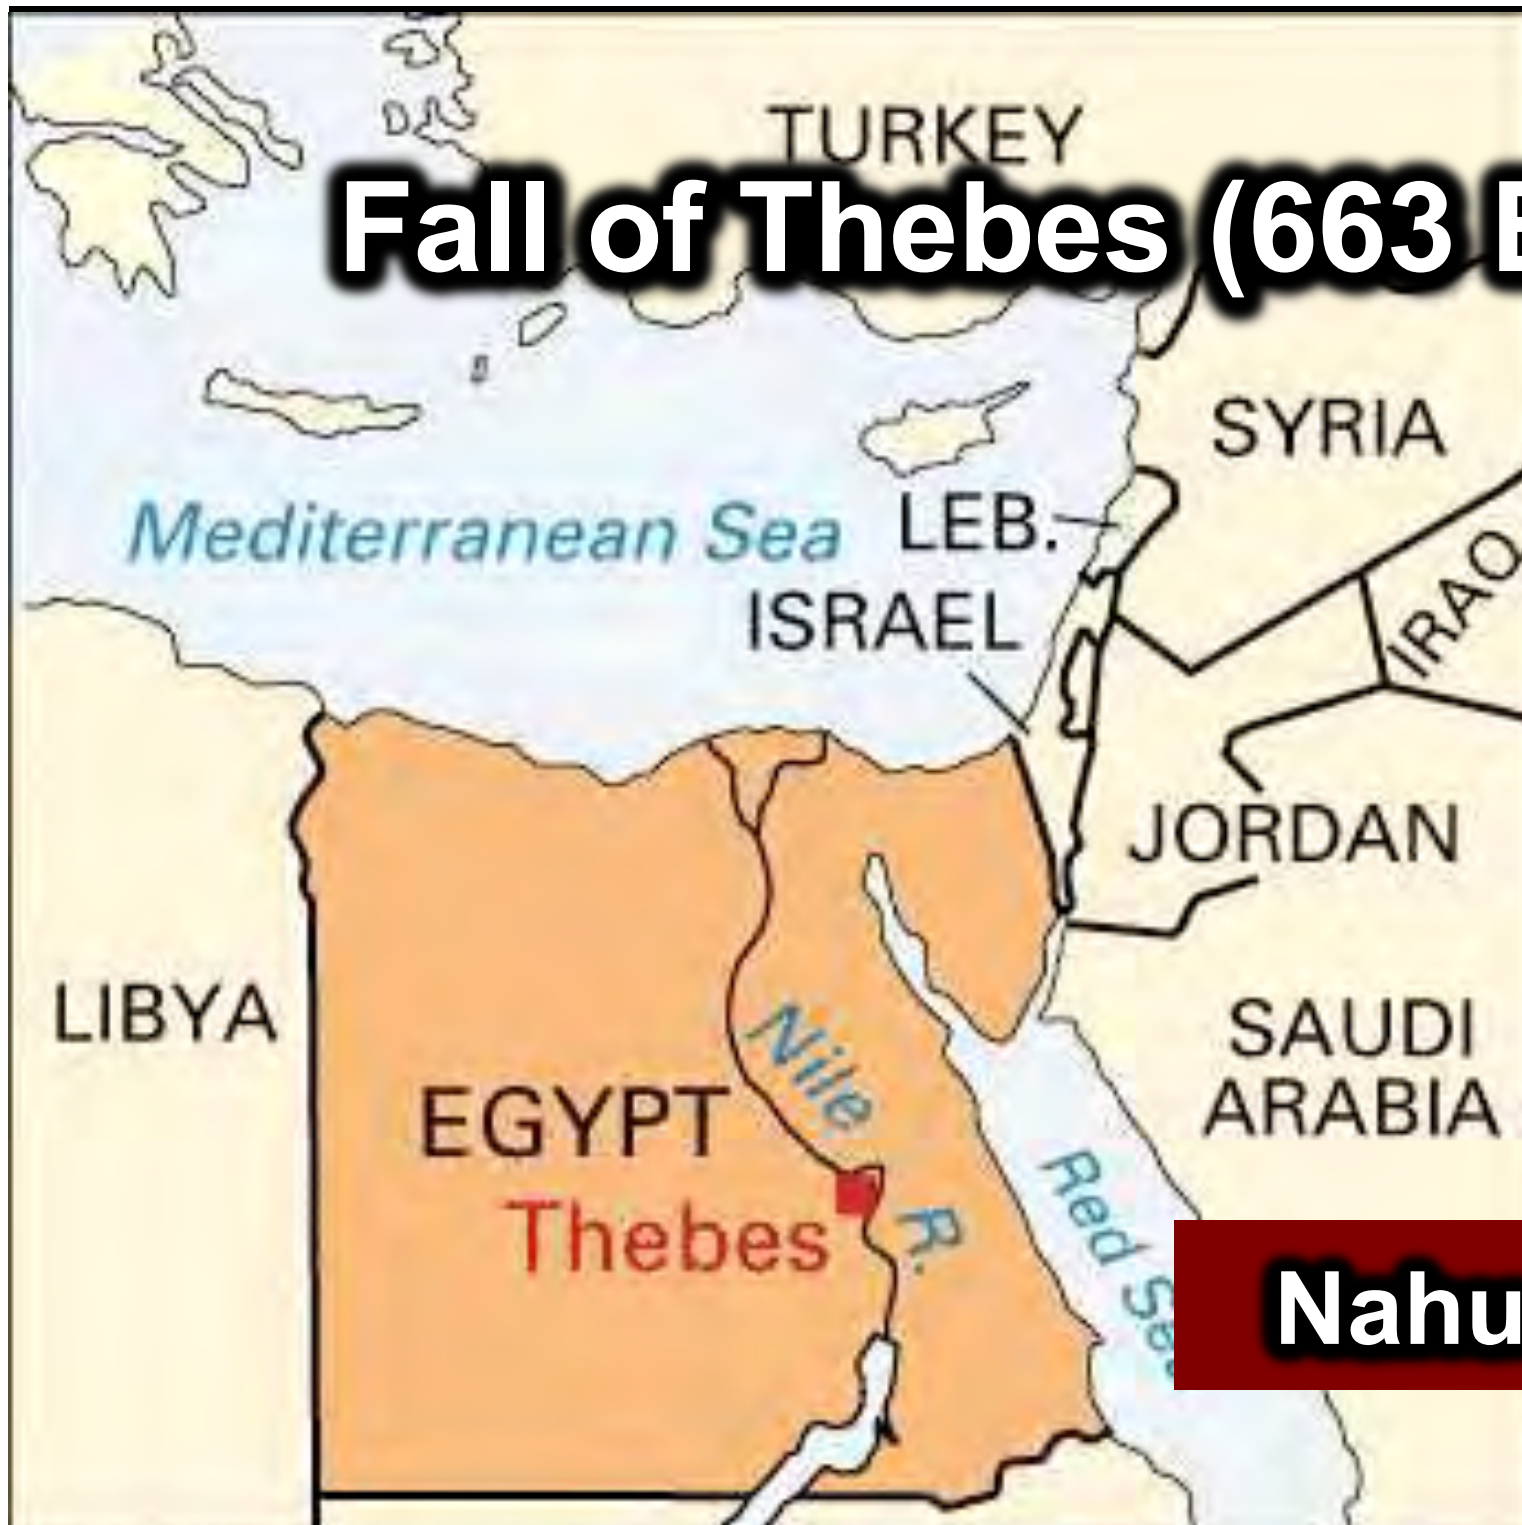 TURKEY
Fall of Thebes (663 B
SYRIA
Mediterranean Sea
LEB.
IRAQ
ISRAEL
JORDAN
LIBYA
Nile R.
SAUDI
ARABIA
EGYPT
Thebes
Red Sea
Nahu